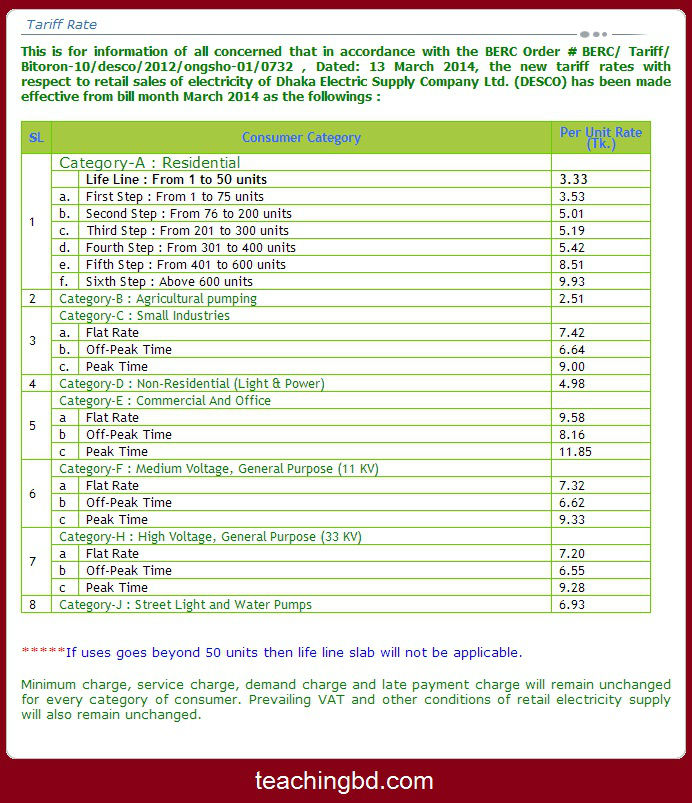 Tariff Rate
This is for information of all concerned that in accordance with the BERC Order # BERC/ Tariff/
Bitoron-10/desco/2012/ongsho-01/0732 , Dated: 13 March 2014, the new tariff rates with
respect to retail sales of electricity of Dhaka Electric Supply Company Ltd. (DESCO) has been made
effective from bill month March 2014 as the followings :
SL Consumer Category Per Unit Rate
(Tk.)
1 Category-A : Residential
Life Line : From 1 to 50 units 3.33
a. First Step : From 1 to 75 units 3.53
b. Second Step : From 76 to 200 units 5.01
c. Third Step : From 201 to 300 units 5.19
d. Fourth Step : From 301 to 400 units 5.42
e. Fifth Step : From 401 to 600 units 8.51
f. Sixth Step : Above 600 units 9.93
2 Category-B : Agricultural pumping 2.51
3 Category-C : Small Industries
a. Flat Rate 7.42
b. Off-Peak Time 6.64
c. Peak Time 9.00
4 Category-D : Non-Residential (Light & Power) 4.98
5 Category-E : Commercial And Office
a Flat Rate 9.58
b Off-Peak Time 8.16
c Peak Time 11.85
6 Category-F : Medium Voltage, General Purpose (11 KV)
a Flat Rate 7.32
b Off-Peak Time 6.62
c Peak Time 9.33
7 Category-H : High Voltage, General Purpose (33 KV)
a Flat Rate 7.20
b Off-Peak Time 6.55
c Peak Time 9.28
8 Category-J : Street Light and Water Pumps 6.93
*****If uses goes beyond 50 units then life line slab will not be applicable.
Minimum charge, service charge, demand charge and late payment charge will remain unchanged
for every category of consumer. Prevailing VAT and other conditions of retail electricity supply
will also remain unchanged.
teachingbd.com